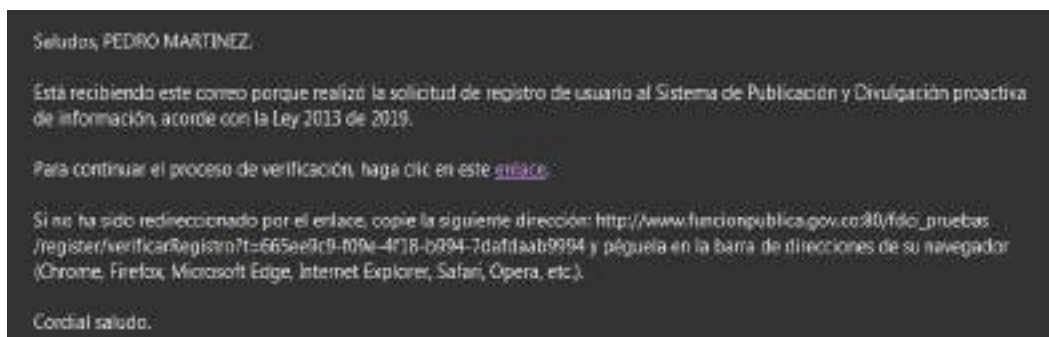 Saludos, PEDRO MARTINEZ.
Está recibiendo este correo porque realizó la solicitud de registro de usuario al Sistema de Publicación y Divulgación proactiva
de información, acorde con la Ley 2013 de 2019.
Para continuar el proceso de verificación, haga clic en este enlace.
Si no ha sido redireccionado por el enlace, copie la siguiente dirección: http://www.funcionpublica.gov.co:80/fdci_pruebas
/register/verificarRegistro?t=665ee9c9-f09e-4f18-b994-7dafdaab9994 y péguela en la barra de direcciones de su navegador
(Chrome, Firefox, Microsoft Edge, Internet Explorer, Safari, Opera, etc.).
Cordial saludo.